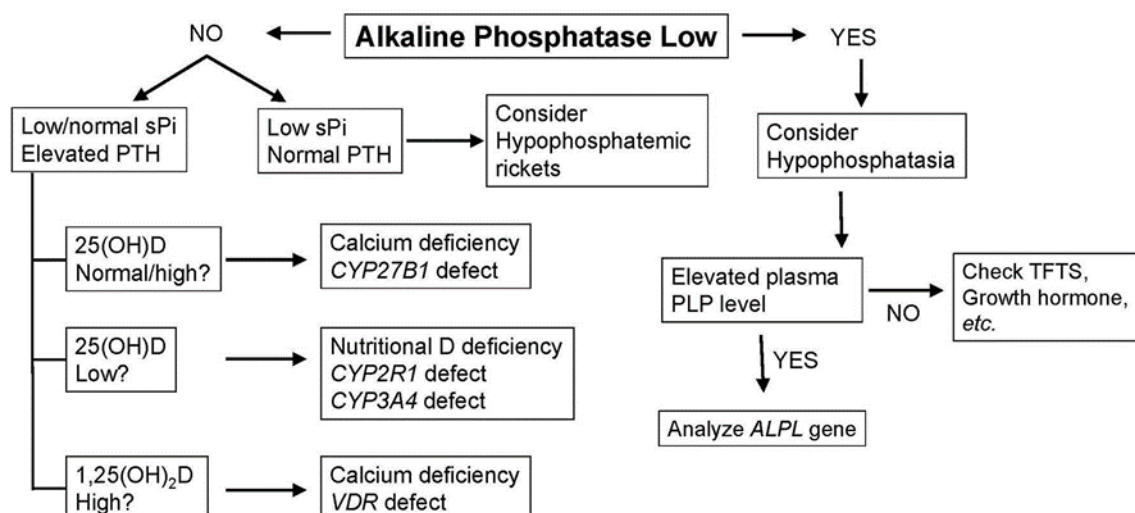 Alkaline Phosphatase Low
NO
YES
Low/normal sPi
Elevated PTH
Low sPi
Normal PTH
Consider
Hypophosphatemic
rickets
Consider
Hypophosphatasia
25(OH)D
Normal/high?
Calcium deficiency
CYP27B1 defect
Elevated plasma
PLP level
NO
Check TFTS,
Growth hormone,
etc.
25(OH)D
Low?
Nutritional D deficiency
CYP2R1 defect
CYP3A4 defect
YES
Analyze ALPL gene
1,25(OH)₂D
High?
Calcium deficiency
VDR defect